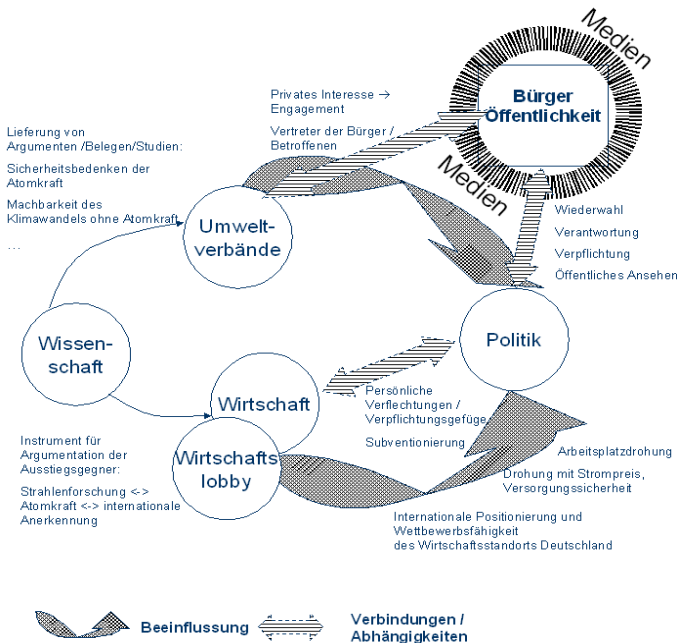 Medien
Bürger
Öffentlichkeit
Medien
Privates Interesse →
Engagement
Vertreter der Bürger /
Betroffenen
Lieferung von
Argumenten /Belegen/Studien:
Sicherheitsbedenken der
Atomkraft
Machbarkeit des
Klimawandels ohne Atomkraft
...
Umwelt-
verbände
Wiederwahl
Verantwortung
Verpflichtung
Öffentliches Ansehen
Wissen-
schaft
Politik
Wirtschaft
Wirtschafts
lobby
Persönliche
Verflechtungen /
Verpflichtungsgefüge
Subventionierung
Instrument für
Argumentation der
Ausstiegsgegner:
Strahlenforschung <->
Atomkraft <-> internationale
Anerkennung
Arbeitsplatzdrohung
Drohung mit Strompreis,
Versorgungssicherheit
Internationale Positionierung und
Wettbewerbsfähigkeit
des Wirtschaftsstandorts Deutschland
Beeinflussung
Verbindungen /
Abhängigkeiten